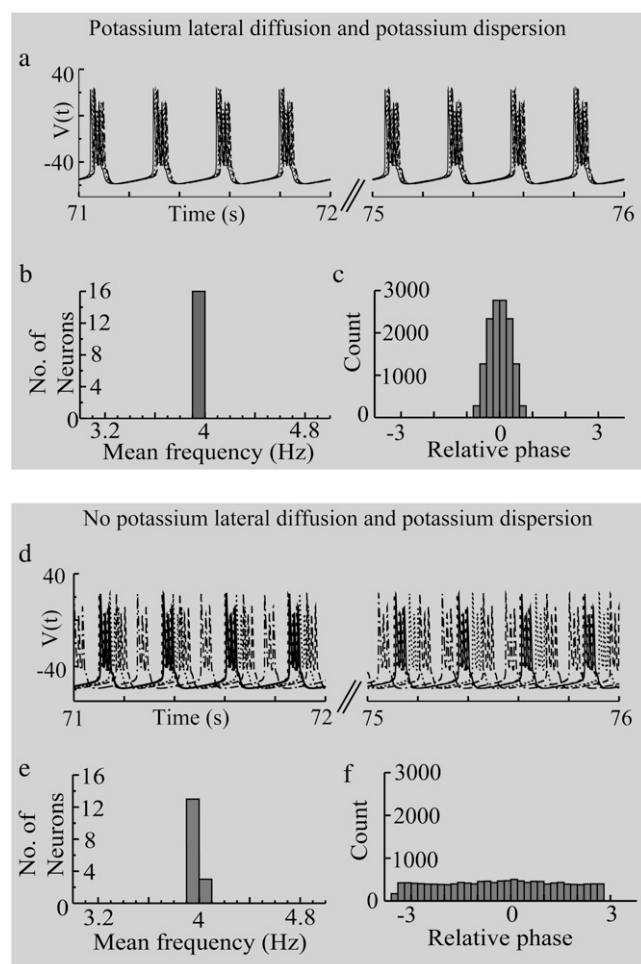 Potassium lateral diffusion and potassium dispersion
a
40
V(t)
-40
71
Time (s)
72
75
76
b
16
12
8
4
0
No. of
Neurons
3.2
4
4.8
Mean frequency (Hz)
c
3000
2000
1000
Count
-3
0
3
Relative phase
No potassium lateral diffusion and potassium dispersion
d
40
V(t)
-40
71
Time (s)
72
75
76
e
16
12
8
4
0
No. of
Neurons
3.2
4
4.8
Mean frequency (Hz)
f
3000
2000
1000
0
Count
-3
0
3
Relative phase